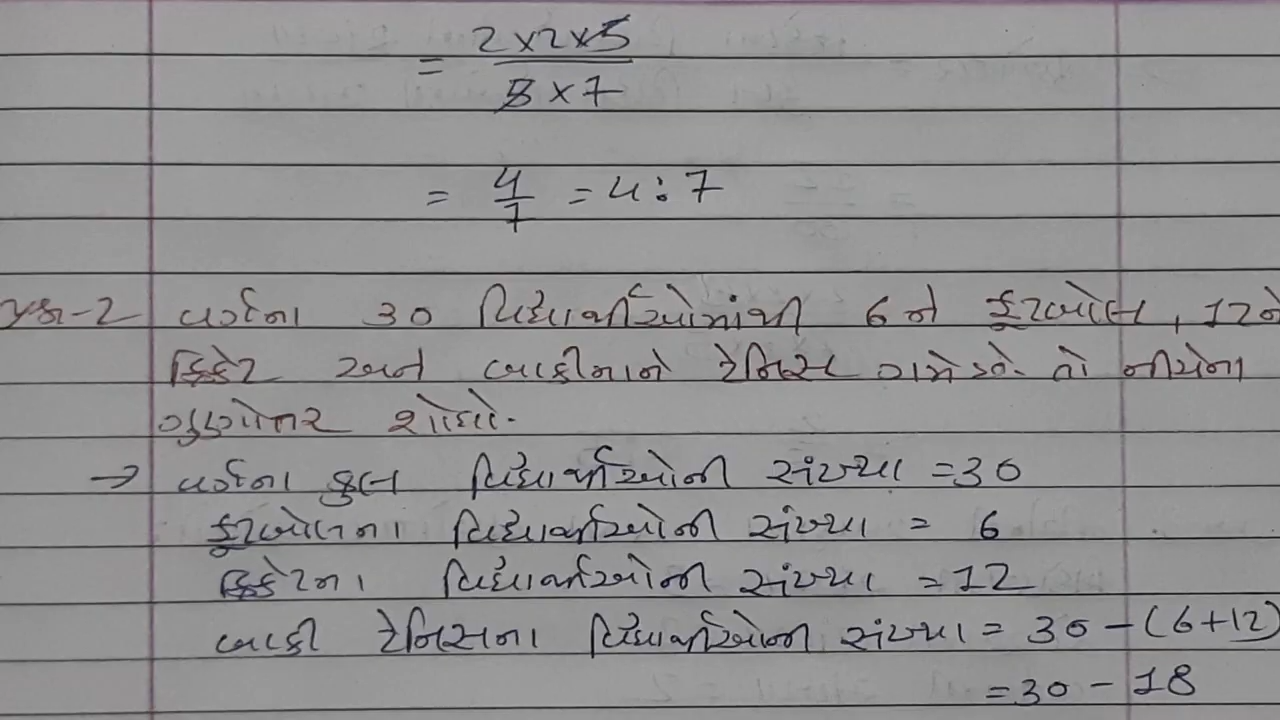 = 2×2×5 / 5×7
= 4/7 = 4:7
પ્રશ્ન-2 વર્ગના 30 વિદ્યાર્થીઓમાંથી 6 ને ફૂટબોલ, 12ને
ક્રિકેટ અને બાકીનાને ટેનિસ ગમે છે. તો નીચેના
ગુણોત્તર શોધો.
→ વર્ગના કુલ વિદ્યાર્થીઓની સંખ્યા = 30
ફૂટબોલના વિદ્યાર્થીઓની સંખ્યા = 6
ક્રિકેટના વિદ્યાર્થીઓની સંખ્યા = 12
બાકી ટેનિસના વિદ્યાર્થીઓની સંખ્યા = 30 - (6+12)
= 30 - 18